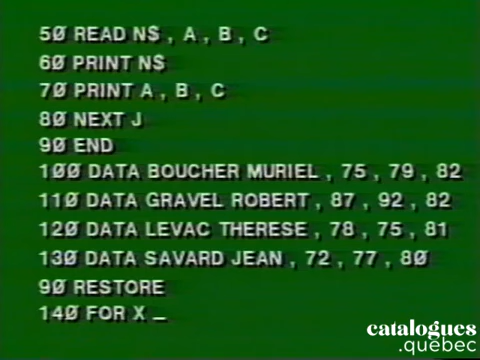 5Ø READ N$ , A , B , C
6Ø PRINT N$
7Ø PRINT A , B , C
8Ø NEXT J
9Ø END
1ØØ DATA BOUCHER MURIEL , 75 , 79 , 82
11Ø DATA GRAVEL ROBERT , 87 , 92 , 82
12Ø DATA LEVAC THERESE , 78 , 75 , 81
13Ø DATA SAVARD JEAN , 72 , 77 , 8Ø
9Ø RESTORE
14Ø FOR X _
catalogues
.québec